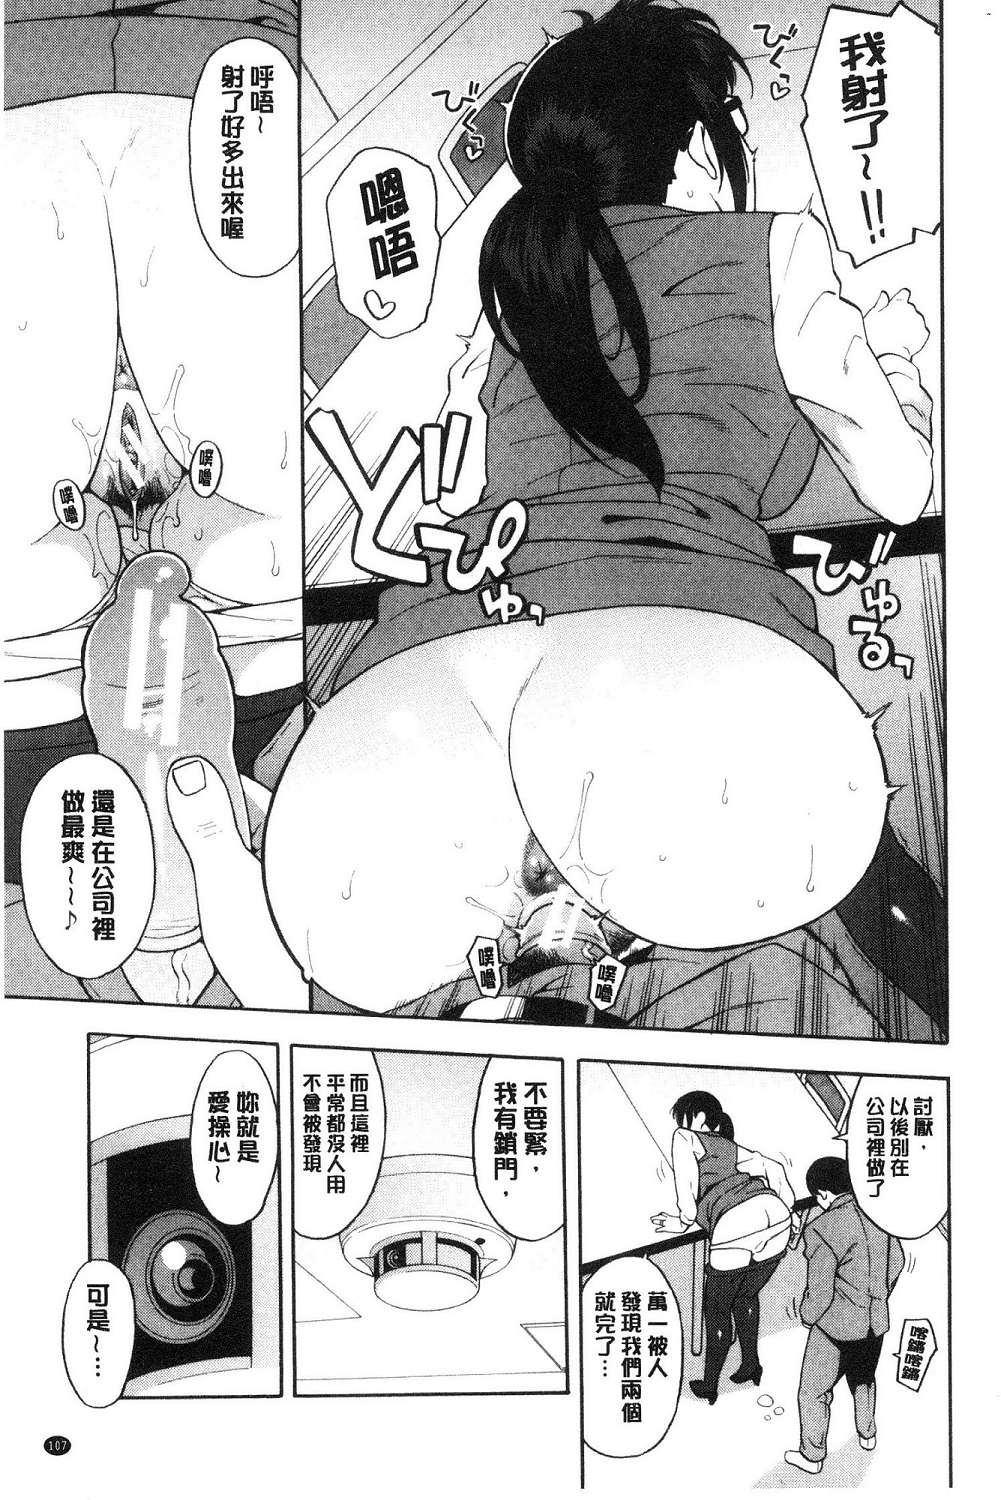 我射了～!!
びくっ
びくっ
嗯唔
どぴゅっ
びゅるっ
噗嚕
噗嚕
呼唔～
射了好多出來喔
噗嚕
噗嚕
還是在公司裡
做最爽～～♪
討厭，
以後別在
公司裡做了
萬一被人
發現我們兩個
就完了…
喀鏘喀鏘
不要緊，
我有鎖門，
而且這裡
平常都沒人用
不會被發現
妳就是
愛操心～
可是～…
107